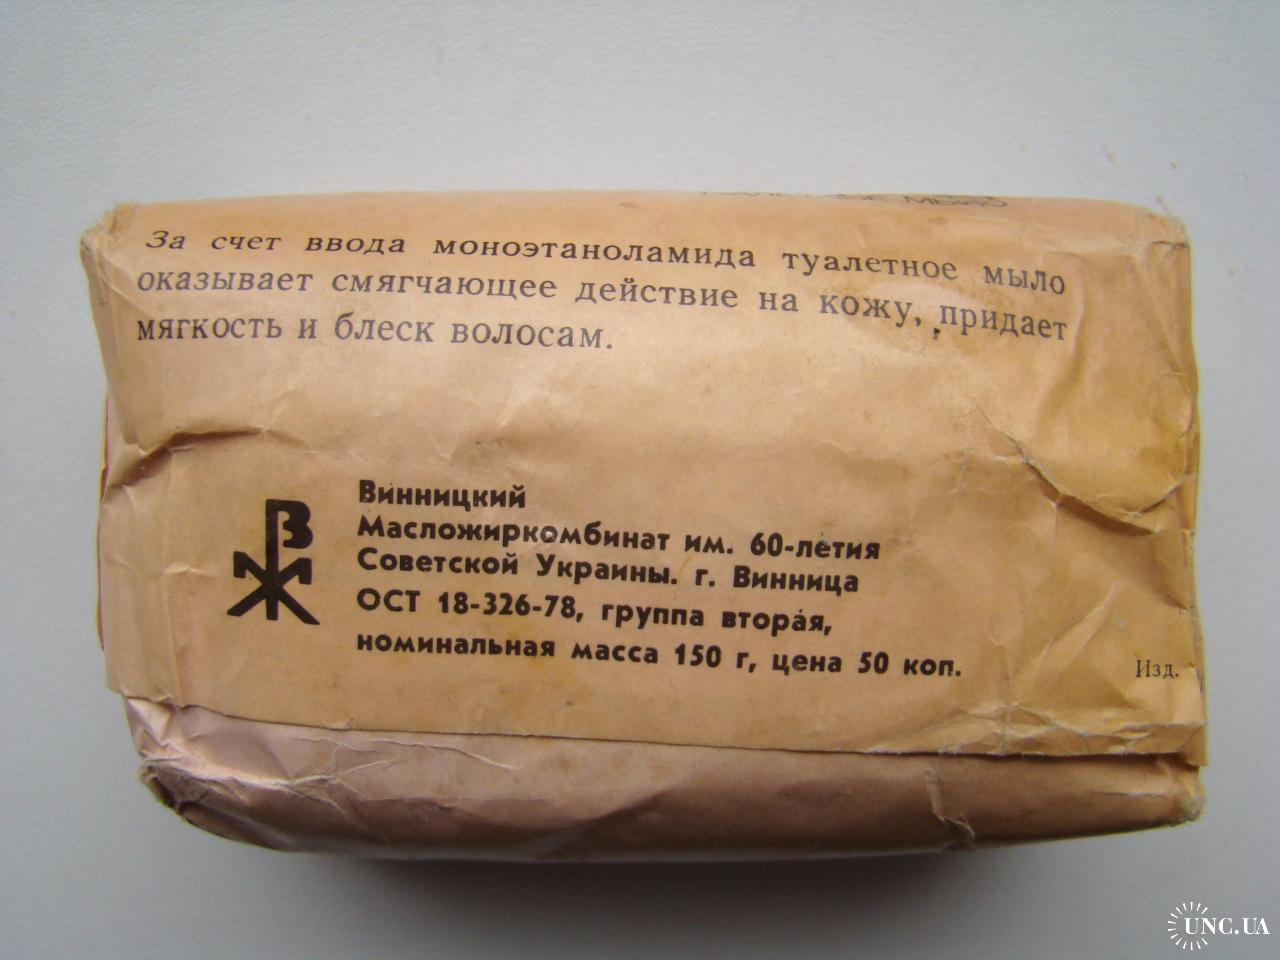 МЫЛО
За счет ввода моноэтаноламида туалетное мыло
оказывает смягчающее действие на кожу, придает
мягкость и блеск волосам.
Винницкий
Масложиркомбинат им. 60-летия
Советской Украины. г. Винница
ОСТ 18-326-78, группа вторая,
номинальная масса 150 г, цена 50 коп.
Изд.
UNC.UA